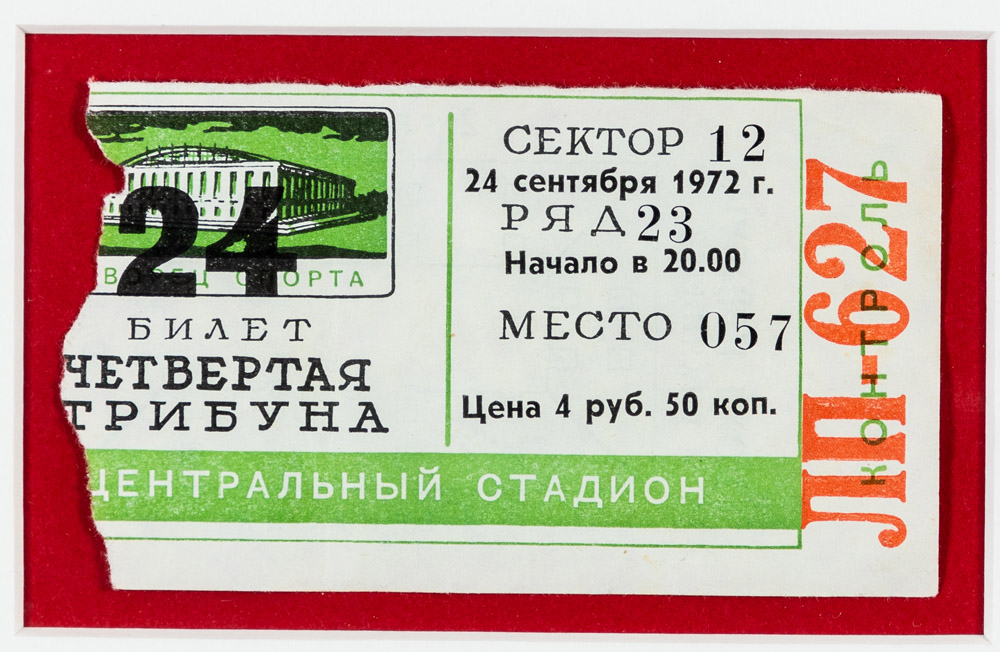 24
ВОРЕЦ СПОРТА
БИЛЕТ
ЧЕТВЕРТАЯ
ТРИБУНА
СЕКТОР 12
24 сентября 1972 г.
РЯД 23
Начало в 20.00
МЕСТО 057
Цена 4 руб. 50 коп.
ЦЕНТРАЛЬНЫЙ СТАДИОН
КОНТРОЛЬ
ЛП-627